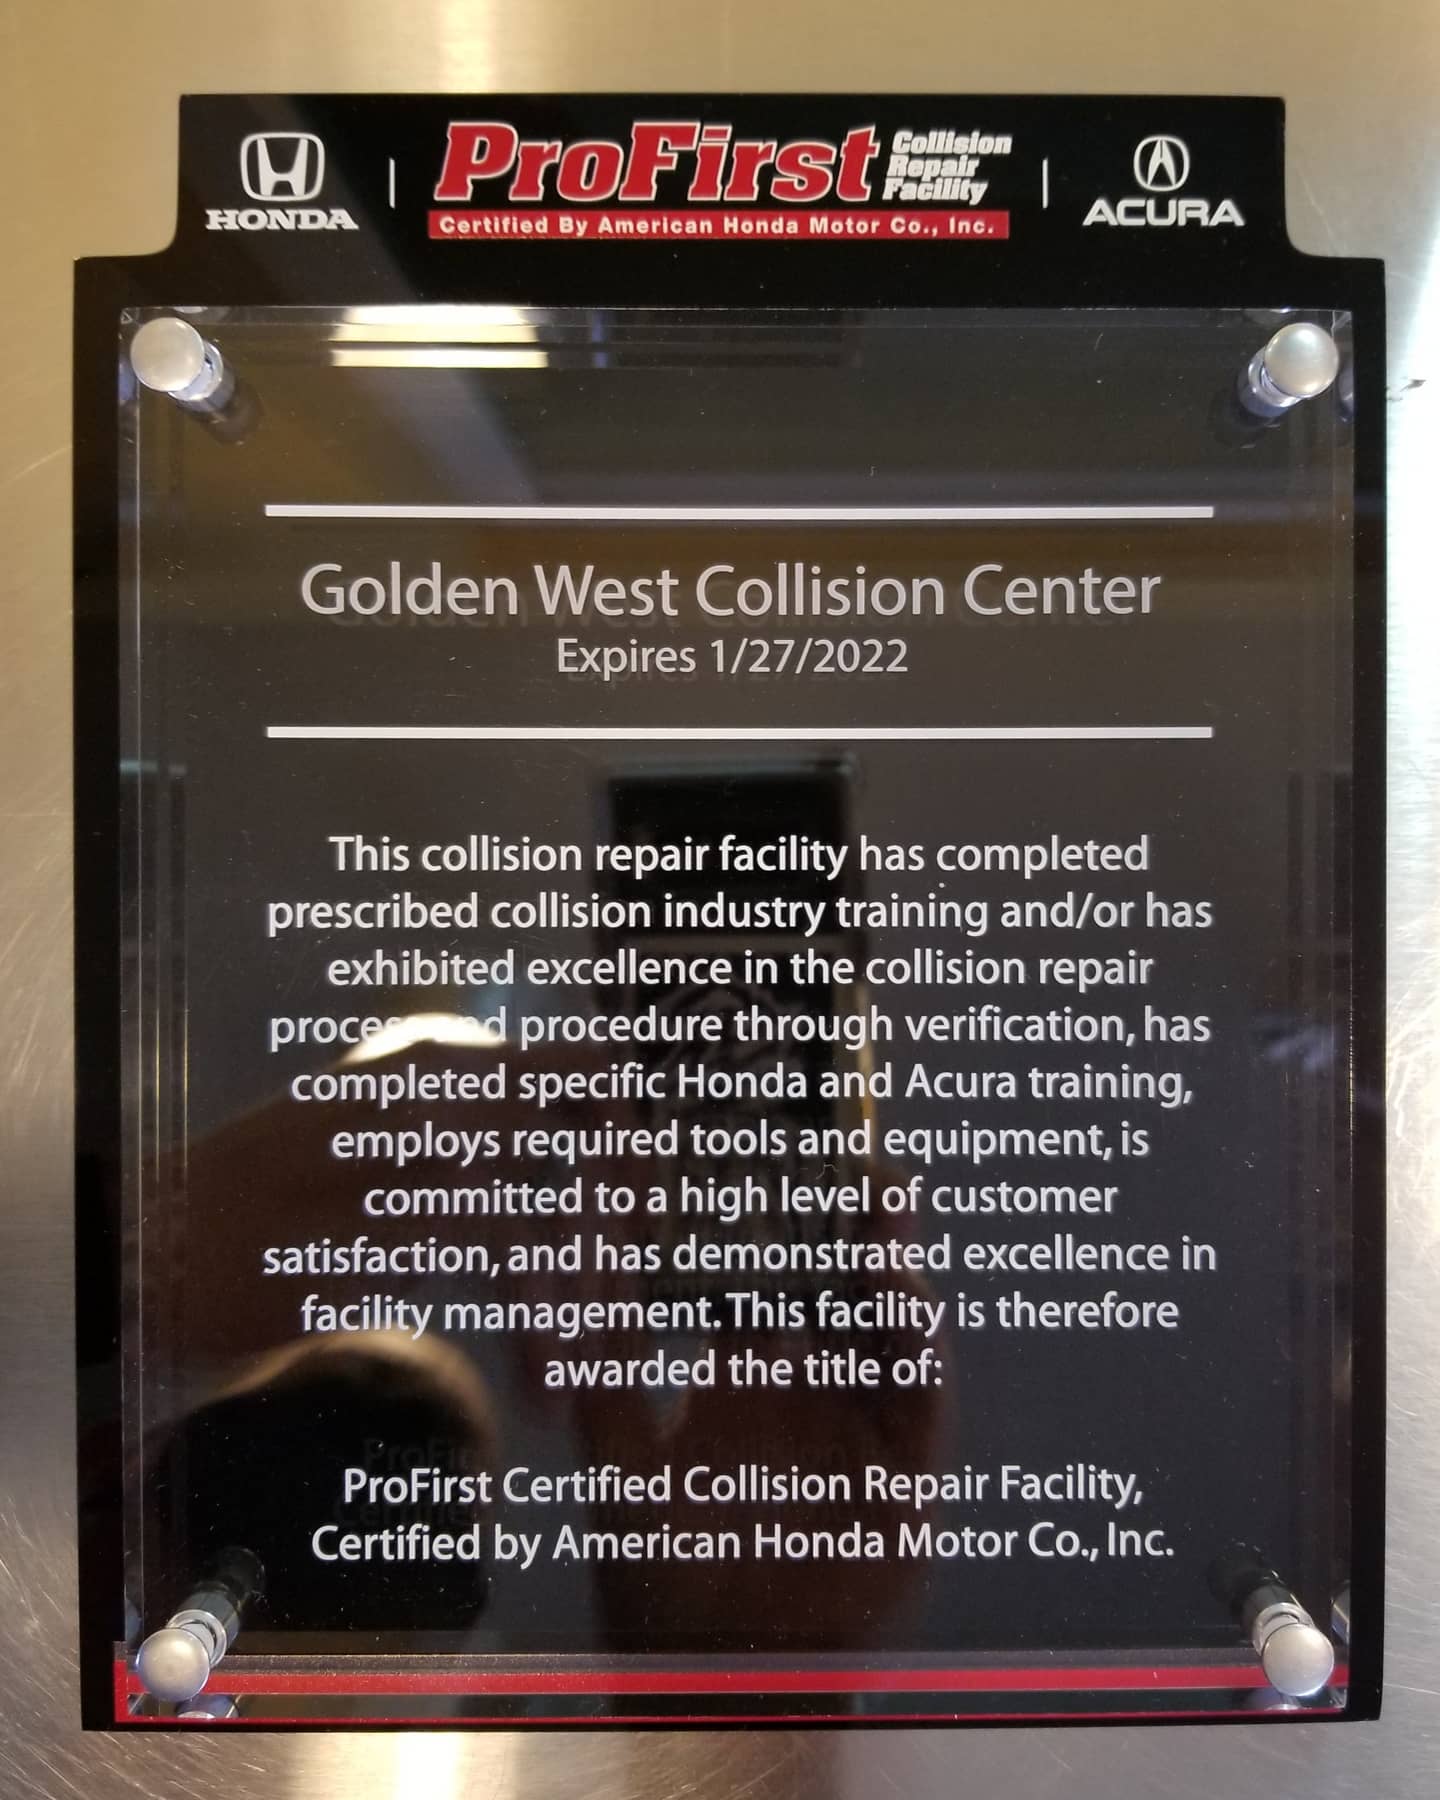 HONDA
ProFirst
Collision
Repair
Facility
Certified By American Honda Motor Co., Inc.
ACURA
Golden West Collision Center
Expires 1/27/2022
This collision repair facility has completed
prescribed collision industry training and/or has
exhibited excellence in the collision repair
process and procedure through verification, has
completed specific Honda and Acura training,
employs required tools and equipment, is
committed to a high level of customer
satisfaction, and has demonstrated excellence in
facility management. This facility is therefore
awarded the title of:
ProFirst Certified Collision Repair Facility,
Certified by American Honda Motor Co., Inc.